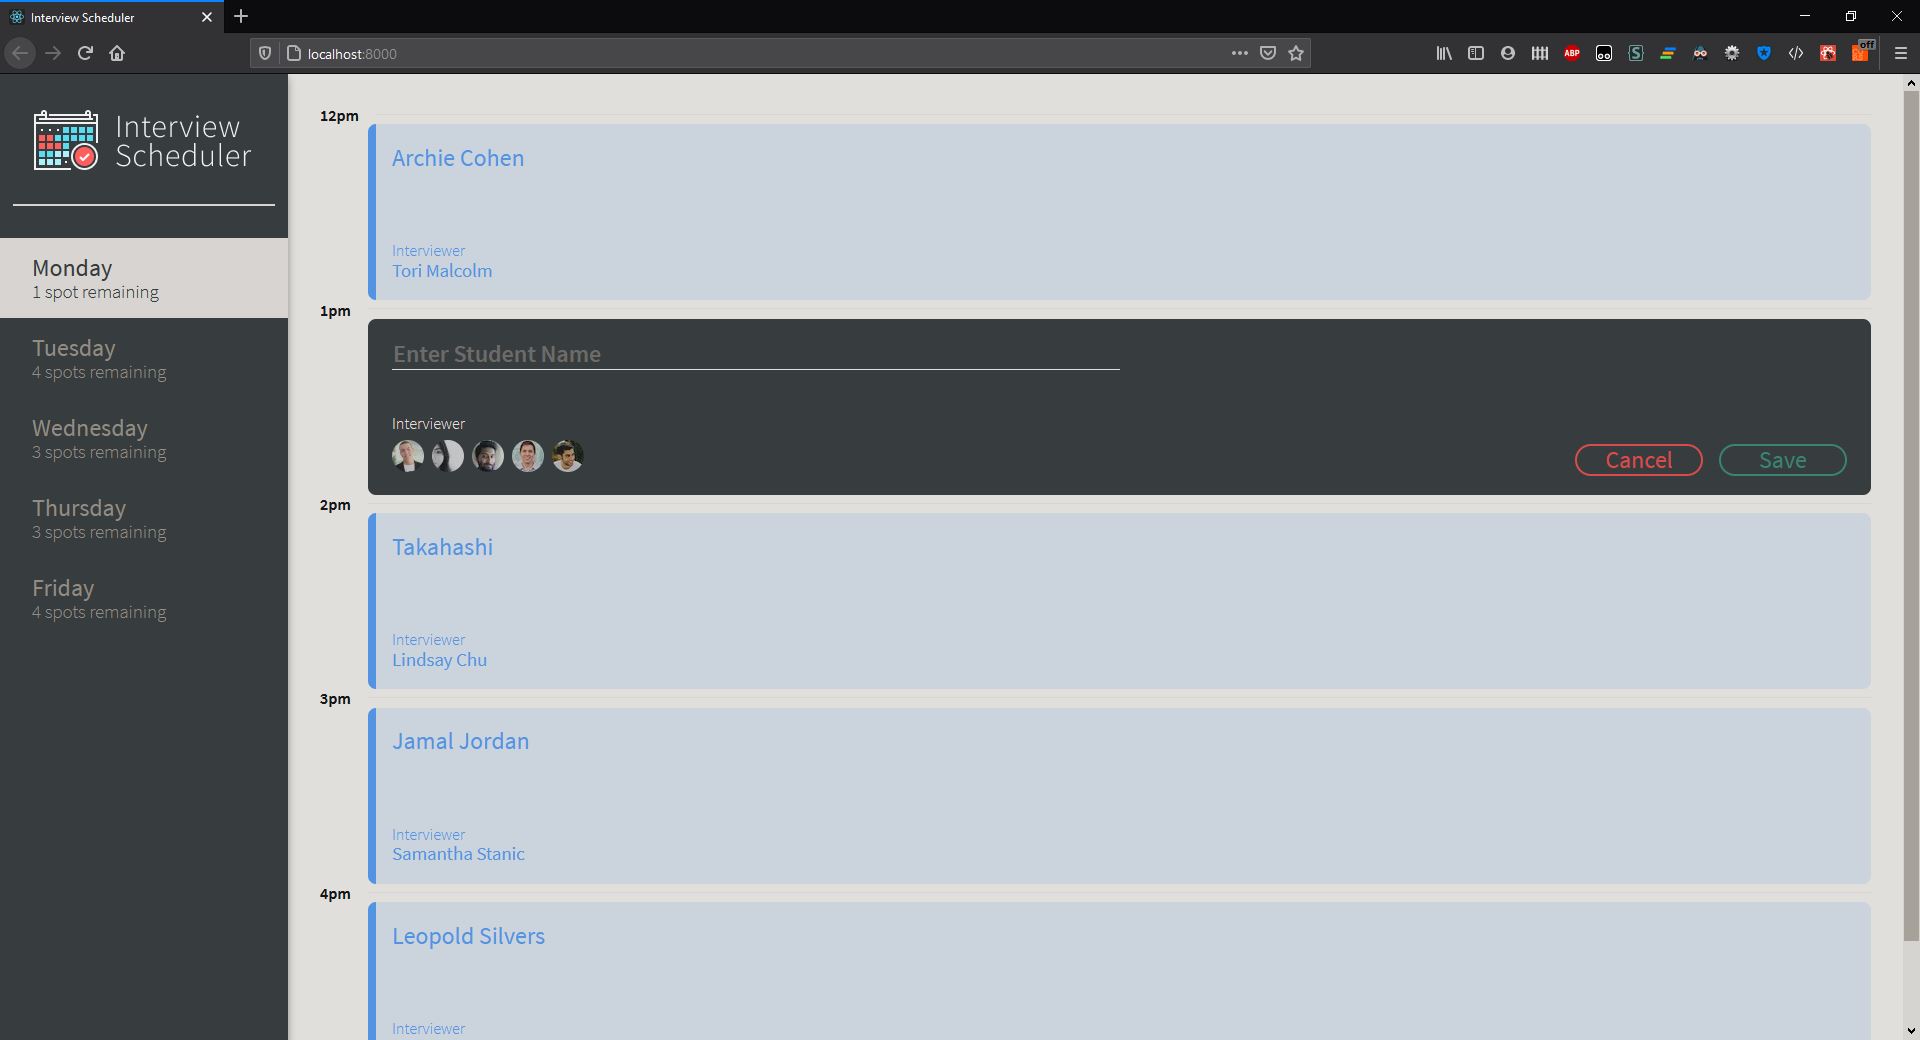 Interview Scheduler
localhost:8000
ABP
off
Interview
Scheduler
Monday
1 spot remaining
Tuesday
4 spots remaining
Wednesday
3 spots remaining
Thursday
3 spots remaining
Friday
4 spots remaining
12pm
Archie Cohen
Interviewer
Tori Malcolm
1pm
Enter Student Name
Interviewer
Cancel
Save
2pm
Takahashi
Interviewer
Lindsay Chu
3pm
Jamal Jordan
Interviewer
Samantha Stanic
4pm
Leopold Silvers
Interviewer